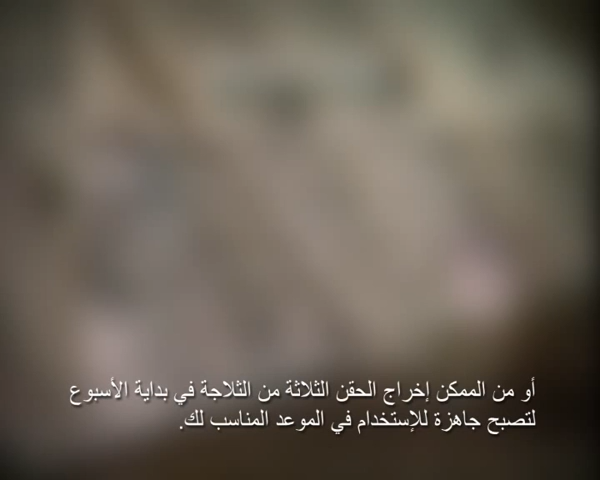 أو من الممكن إخراج الحقن الثلاثة من الثلاجة في بداية الأسبوع
لتصبح جاهزة للإستخدام في الموعد المناسب لك.